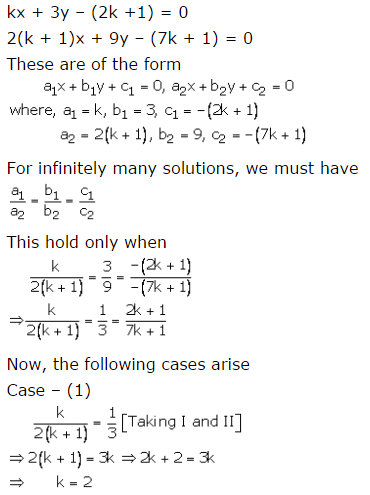 kx + 3y – (2k +1) = 0
2(k + 1)x + 9y – (7k + 1) = 0
These are of the form
a₁x + b₁y + c₁ = 0, a₂x + b₂y + c₂ = 0
where, a₁ = k, b₁ = 3, c₁ = –(2k + 1)
a₂ = 2(k + 1), b₂ = 9, c₂ = –(7k + 1)
For infinitely many solutions, we must have
a₁/a₂ = b₁/b₂ = c₁/c₂
This hold only when
k/2(k + 1) = 3/9 = –(2k + 1)/–(7k + 1)
⇒ k/2(k + 1) = 1/3 = 2k + 1/7k + 1
Now, the following cases arise
Case – (1)
k/2(k + 1) = 1/3 [Taking I and II]
⇒ 2(k + 1) = 3k ⇒ 2k + 2 = 3k
⇒ k = 2